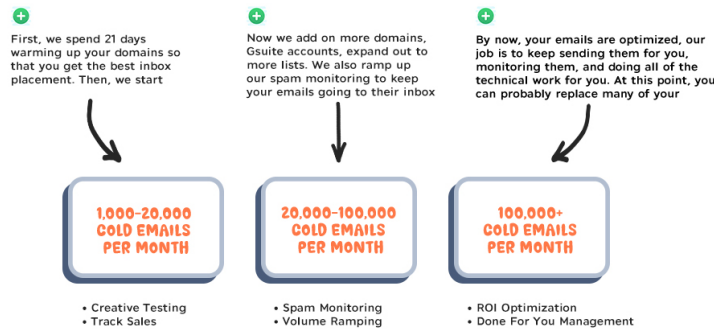 First, we spend 21 days
warming up your domains so
that you get the best inbox
placement. Then, we start
Now we add on more domains,
Gsuite accounts, expand out to
more lists. We also ramp up
our spam monitoring to keep
your emails going to their inbox
By now, your emails are optimized, our
job is to keep sending them for you,
monitoring them, and doing all of the
technical work for you. At this point, you
can probably replace many of your
1,000-20,000
COLD EMAILS
PER MONTH
20,000-100,000
COLD EMAILS
PER MONTH
100,000+
COLD EMAILS
PER MONTH
• Creative Testing
• Track Sales
• Spam Monitoring
• Volume Ramping
• ROI Optimization
• Done For You Management